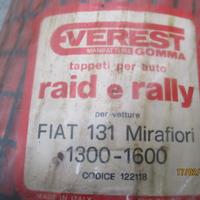 EVEREST
MANIFATTURA GOMMA
tappeti per auto
raid e rally
per vetture
FIAT 131 Mirafiori
1300-1600
CODICE 122118